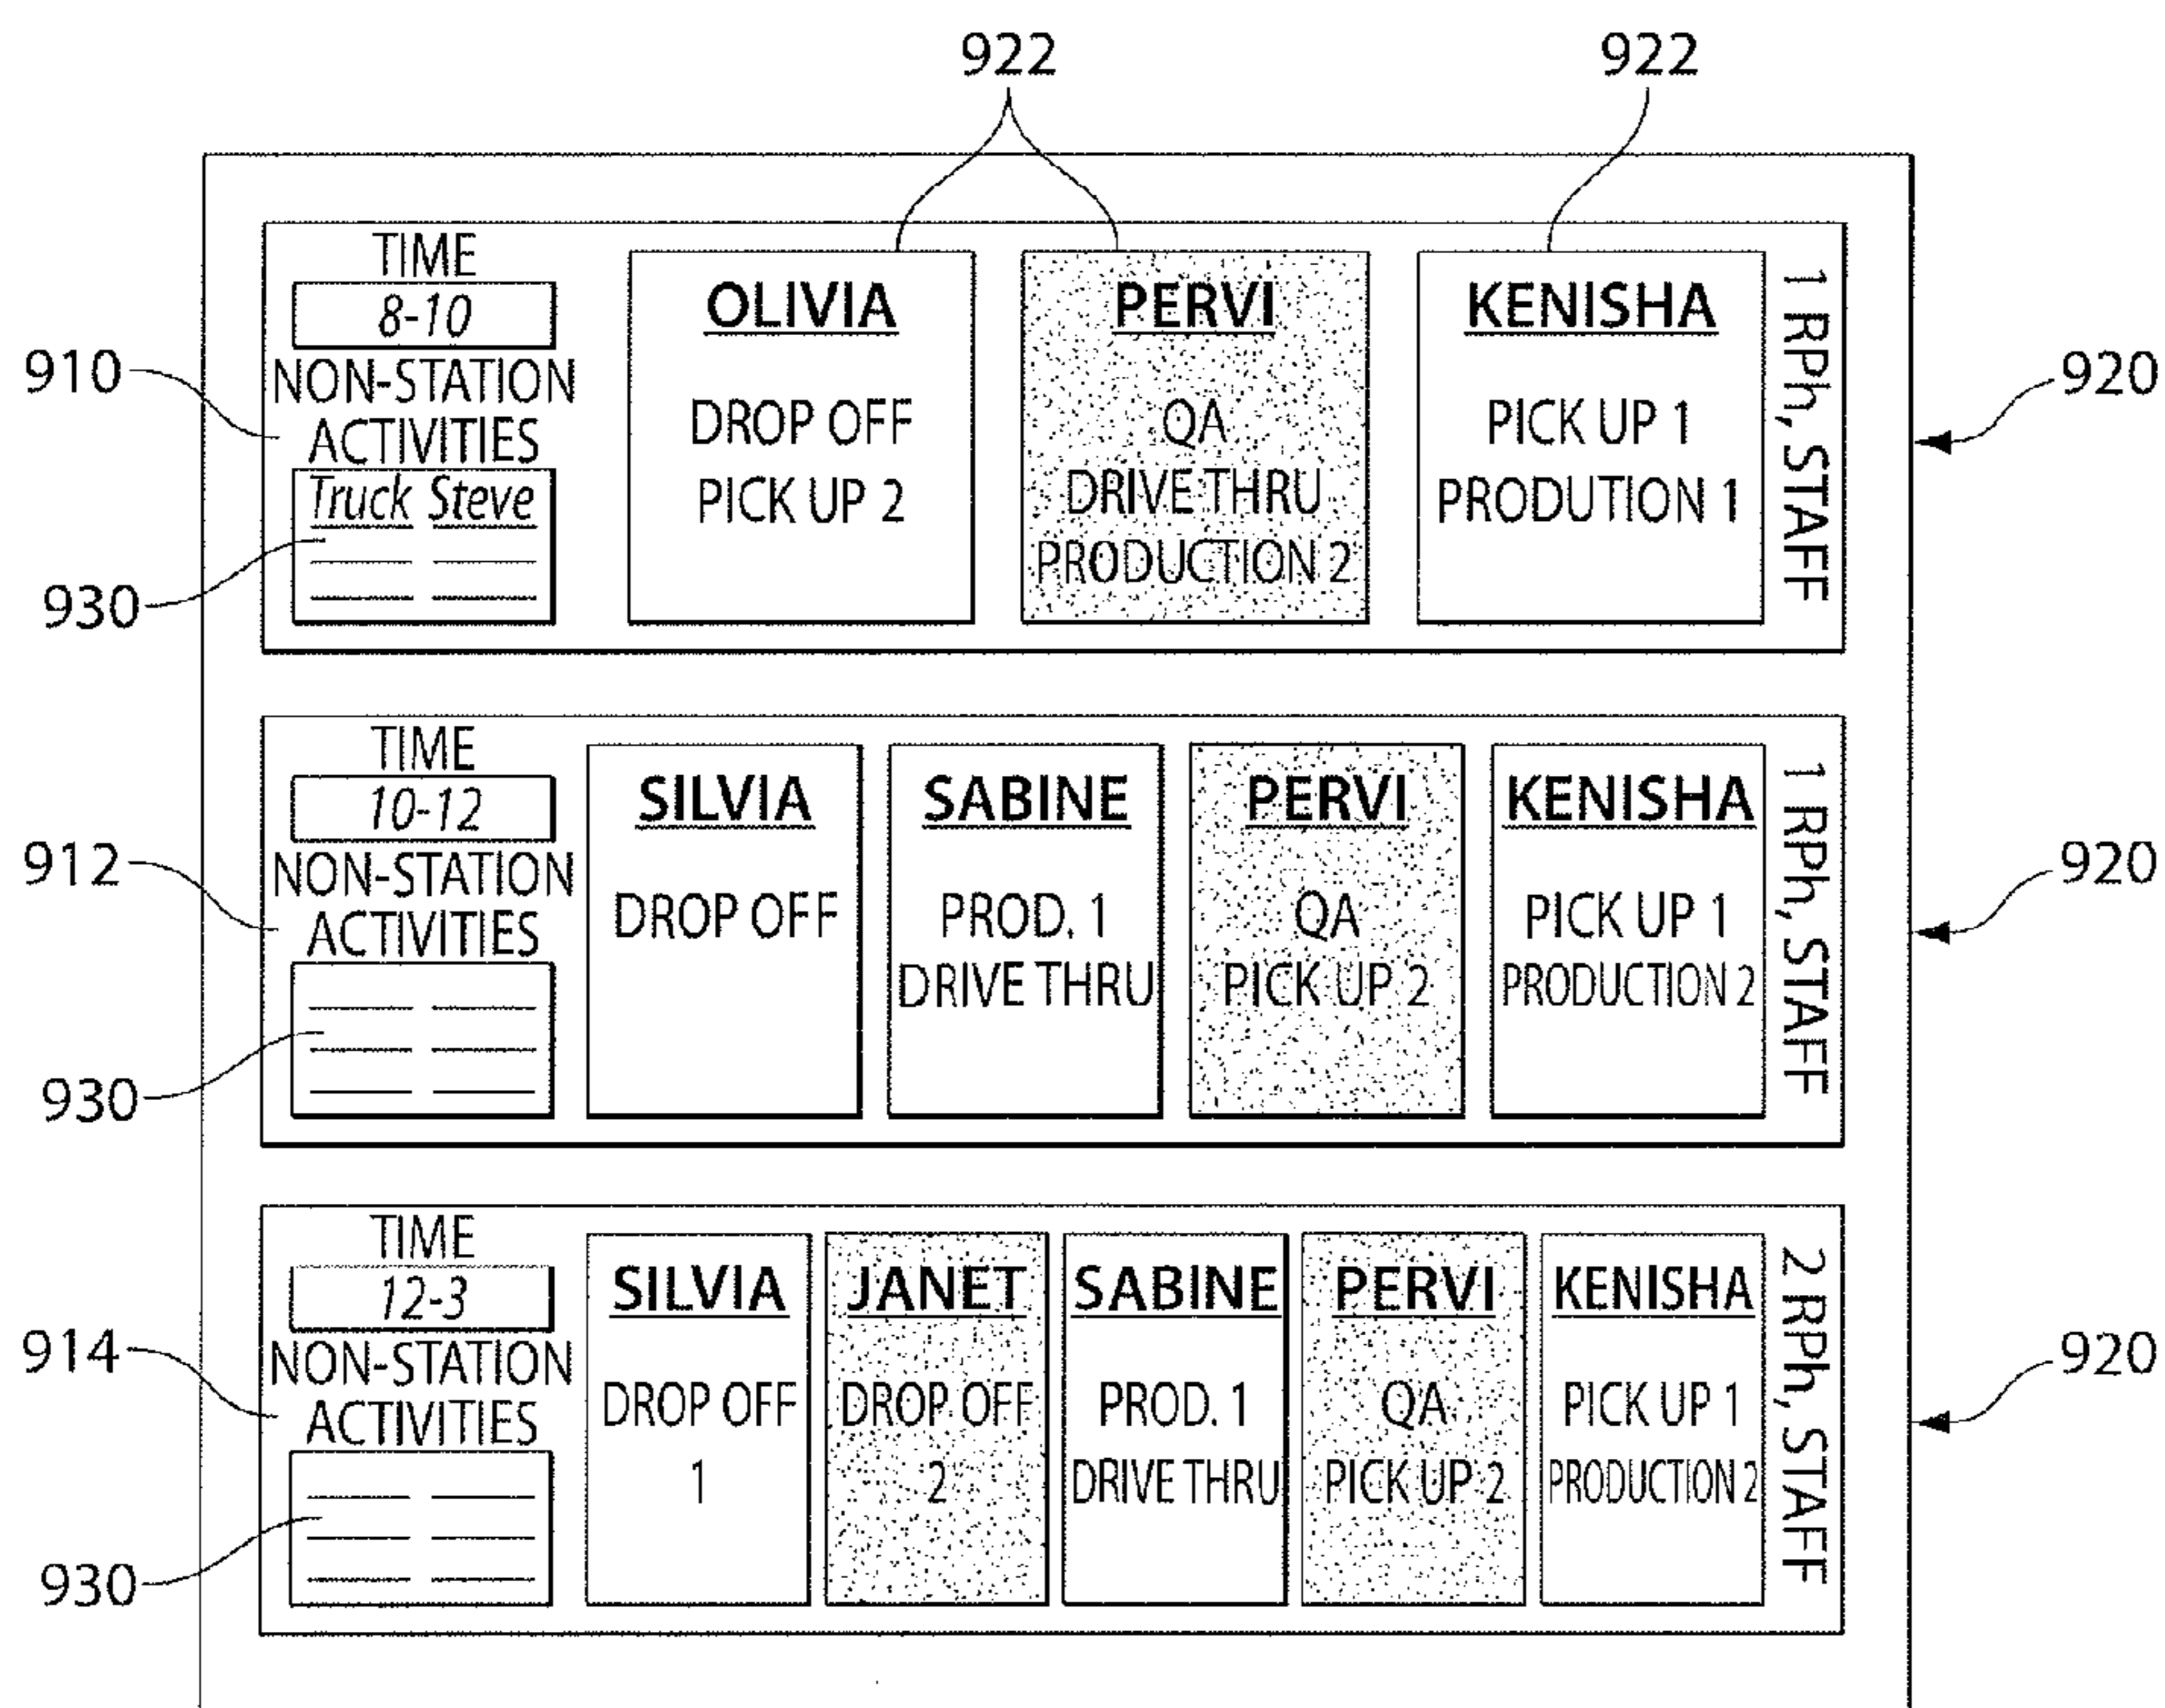 922 922
TIME
8-10
NON-STATION
ACTIVITIES
Truck Steve
910
930
OLIVIA
DROP OFF
PICK UP 2
PERVI
QA
DRIVE THRU
PRODUCTION 2
KENISHA
PICK UP 1
PRODUTION 1
1 RPh, STAFF
920
TIME
10-12
NON-STATION
ACTIVITIES
912
930
SILVIA
DROP OFF
SABINE
PROD. 1
DRIVE THRU
PERVI
QA
PICK UP 2
KENISHA
PICK UP 1
PRODUCTION 2
1 RPh, STAFF
920
TIME
12-3
NON-STATION
ACTIVITIES
914
930
SILVIA
DROP OFF
1
JANET
DROP OFF
2
SABINE
PROD. 1
DRIVE THRU
PERVI
QA
PICK UP 2
KENISHA
PICK UP 1
PRODUCTION 2
2 RPh, STAFF
920